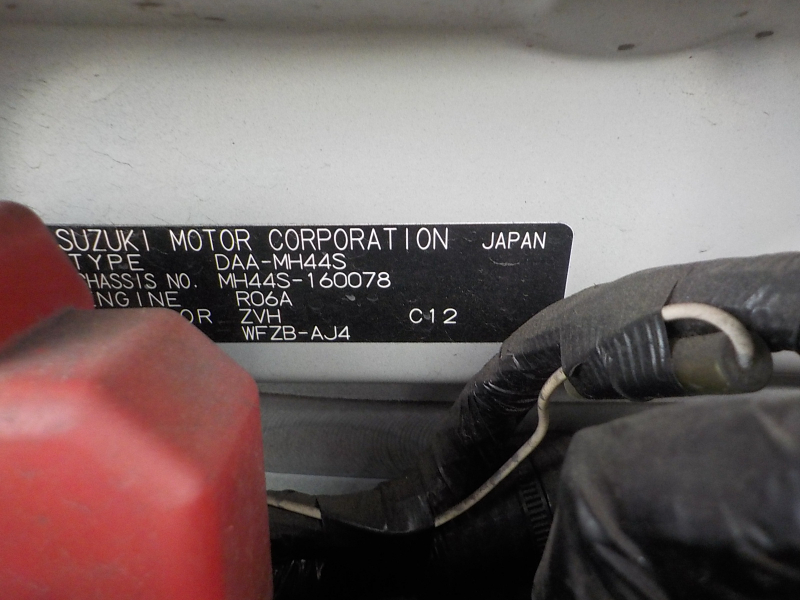 SUZUKI MOTOR CORPORATION JAPAN
TYPE DAA-MH44S
CHASSIS NO. MH44S-160078
ENGINE R06A
OR ZVH C12
WFZB-AJ4